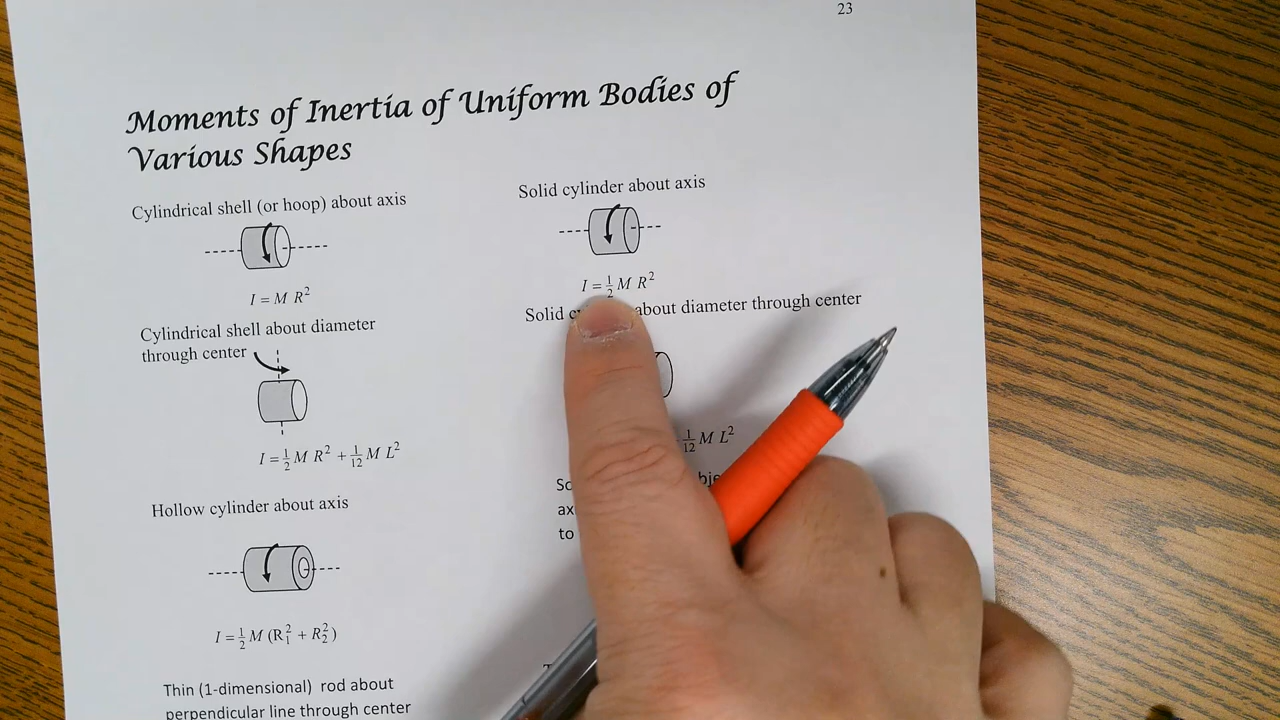 23
Moments of Inertia of Uniform Bodies of
Various Shapes
Cylindrical shell (or hoop) about axis
I = M R²
Cylindrical shell about diameter
through center
I = ½ M R² + 1/12 M L²
Hollow cylinder about axis
I = ½ M (R₁² + R₂²)
Thin (1-dimensional) rod about
perpendicular line through center
Solid cylinder about axis
I = ½ M R²
Solid about diameter through center
1/12 M L²
to